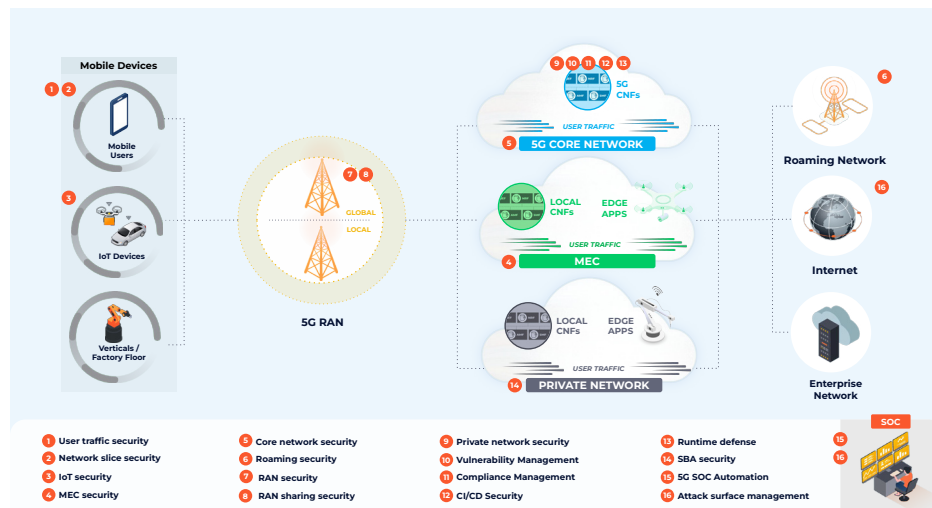 Mobile Devices
1 2
Mobile
Users
3
IoT Devices
Verticals /
Factory Floor
7 8
GLOBAL
LOCAL
5G RAN
9 10 11 12 13
5G
CNFs
USER TRAFFIC
5 5G CORE NETWORK
LOCAL
CNFs
EDGE
APPS
USER TRAFFIC
4 MEC
LOCAL
CNFs
EDGE
APPS
USER TRAFFIC
14 PRIVATE NETWORK
6
Roaming Network
16
Internet
Enterprise
Network
1 User traffic security
2 Network slice security
3 IoT security
4 MEC security
5 Core network security
6 Roaming security
7 RAN security
8 RAN sharing security
9 Private network security
10 Vulnerability Management
11 Compliance Management
12 CI/CD Security
13 Runtime defense
14 SBA security
15 5G SOC Automation
16 Attack surface management
SOC
15
16